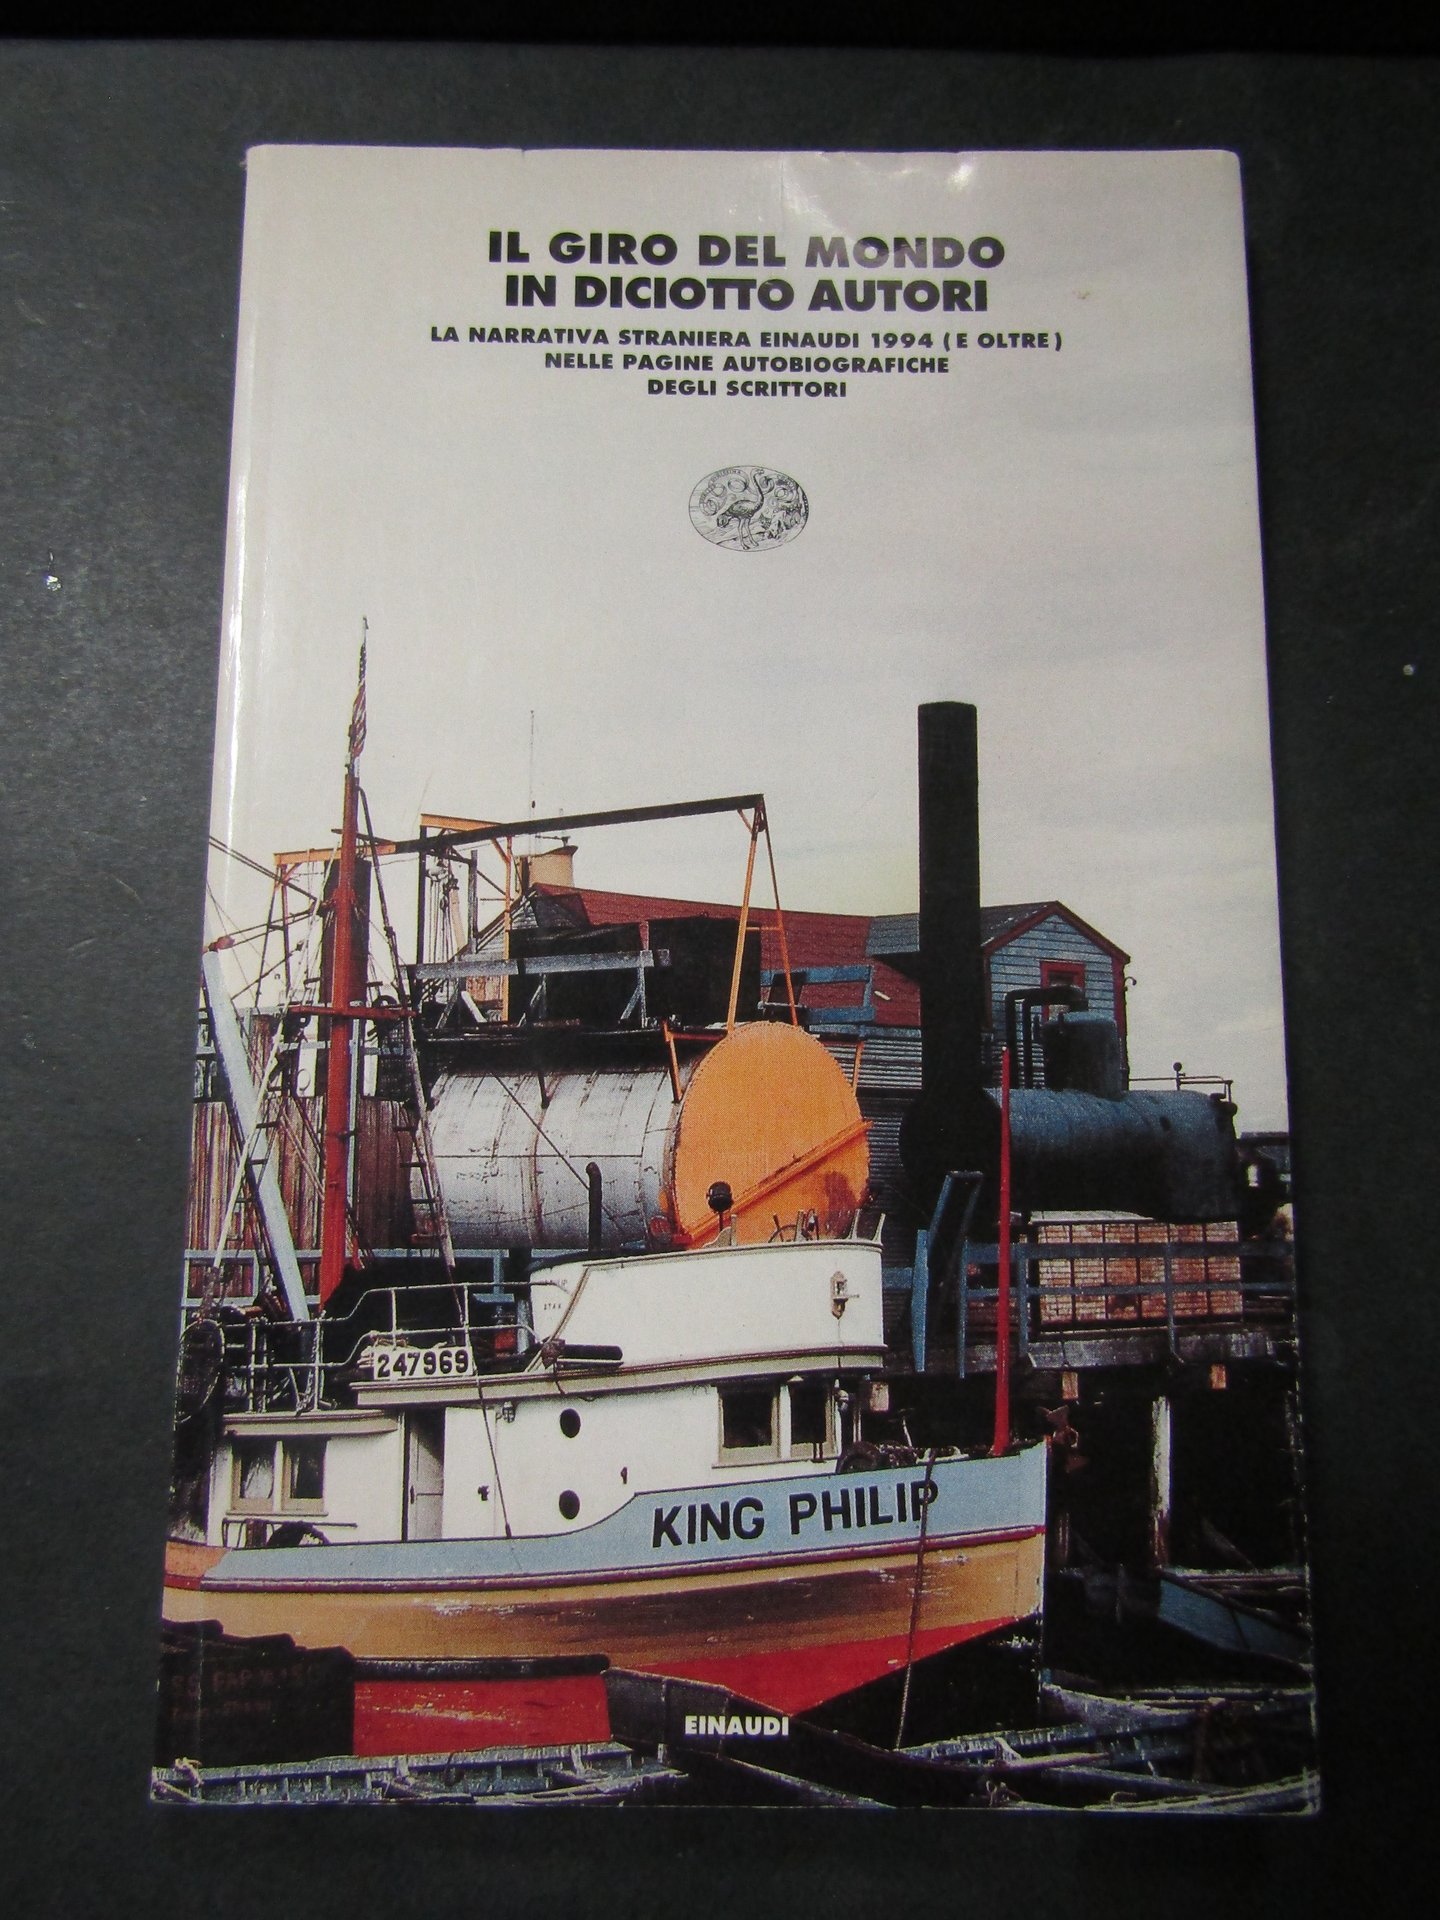 IL GIRO DEL MONDO
IN DICIOTTO AUTORI
LA NARRATIVA STRANIERA EINAUDI 1994 (E OLTRE)
NELLE PAGINE AUTOBIOGRAFICHE
DEGLI SCRITTORI
247969
KING PHILIP
EINAUDI